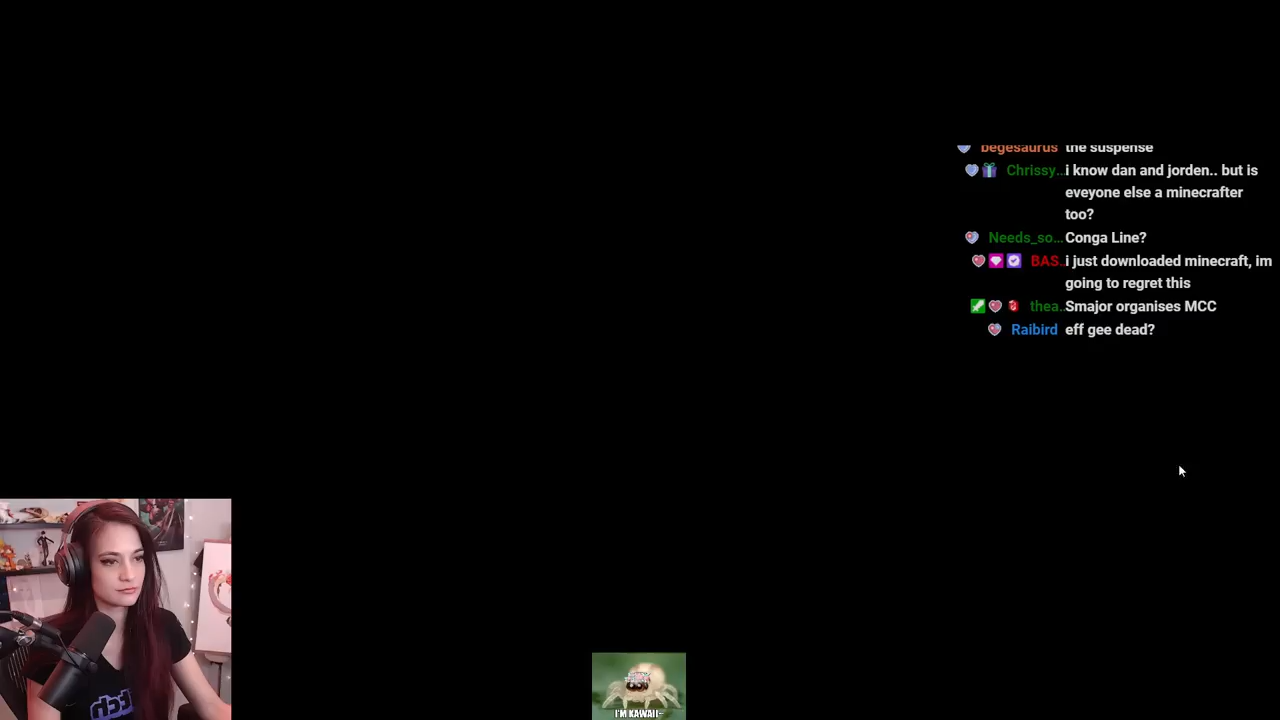 begesaurus the suspense
Chrissy.. i know dan and jorden.. but is
eveyone else a minecrafter
too?
Needs_so... Conga Line?
BAS.. i just downloaded minecraft, im
going to regret this
thea.. Smajor organises MCC
Raibird eff gee dead?
I'M KAWAII~